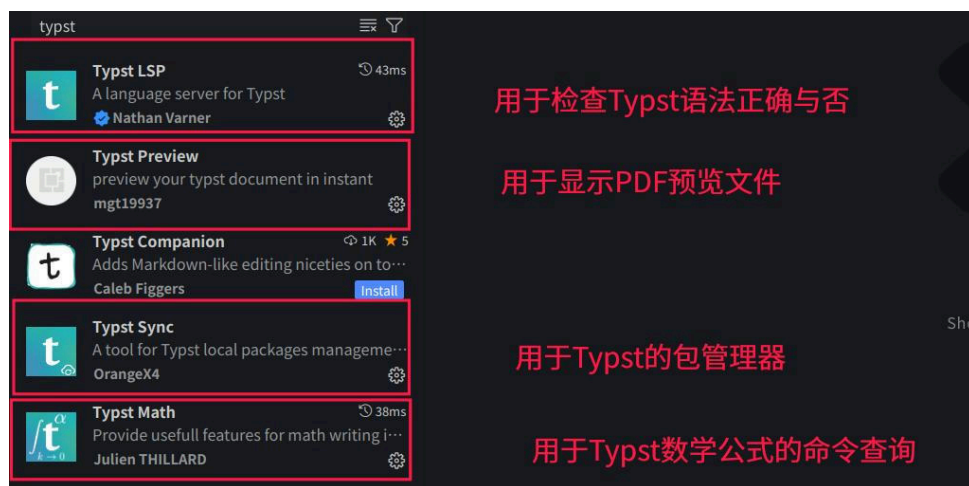 typst
Typst LSP 43ms
A language server for Typst
Nathan Varner
用于检查Typst语法正确与否
Typst Preview
preview your typst document in instant
mgt19937
用于显示PDF预览文件
Typst Companion 1K ★ 5
Adds Markdown-like editing niceties on to…
Caleb Figgers Install
Typst Sync
A tool for Typst local packages manageme…
OrangeX4
用于Typst的包管理器
Sh
Typst Math 38ms
Provide usefull features for math writing i…
Julien THILLARD
用于Typst数学公式的命令查询